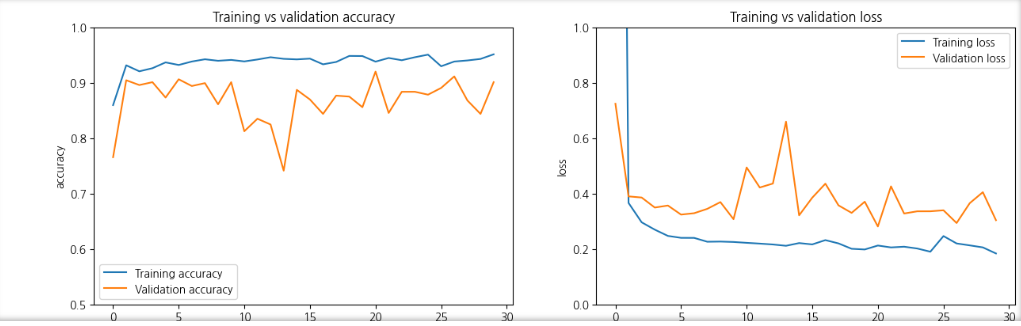 Training vs validation accuracy
1.0
0.9
0.8
0.7
0.6
0.5
accuracy
Training accuracy
Validation accuracy
0 5 10 15 20 25 30
Training vs validation loss
1.0
0.8
0.6
0.4
0.2
0.0
loss
Training loss
Validation loss
0 5 10 15 20 25 30